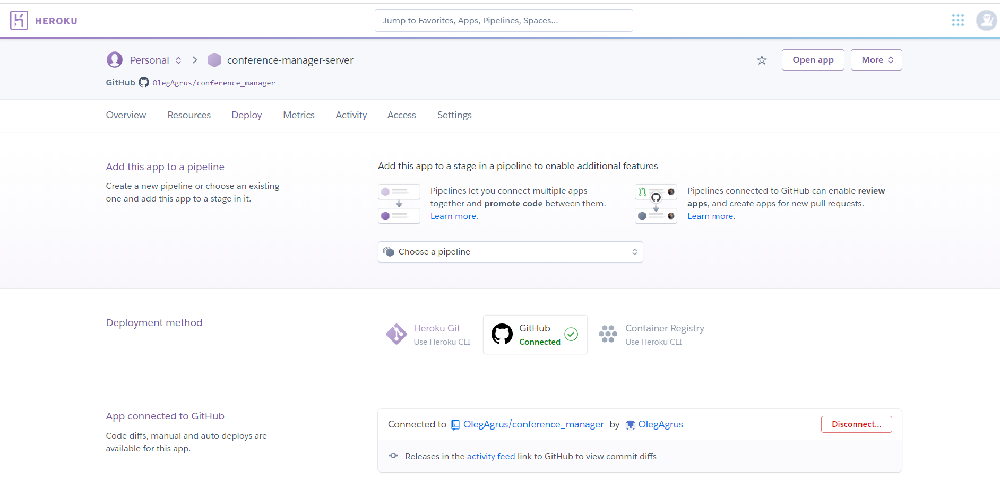 HEROKU
Jump to Favorites, Apps, Pipelines, Spaces...
Personal
conference-manager-server
Open app
More
GitHub OlegAgrus/conference_manager
Overview Resources Deploy Metrics Activity Access Settings
Add this app to a pipeline
Create a new pipeline or choose an existing
one and add this app to a stage in it.
Add this app to a stage in a pipeline to enable additional features
Pipelines let you connect multiple apps
together and promote code between them.
Learn more.
Pipelines connected to GitHub can enable review
apps, and create apps for new pull requests.
Learn more.
Choose a pipeline
Deployment method
Heroku Git
Use Heroku CLI
GitHub
Connected
Container Registry
Use Heroku CLI
App connected to GitHub
Code diffs, manual and auto deploys are
available for this app.
Connected to OlegAgrus/conference_manager by OlegAgrus
Disconnect...
Releases in the activity feed link to GitHub to view commit diffs